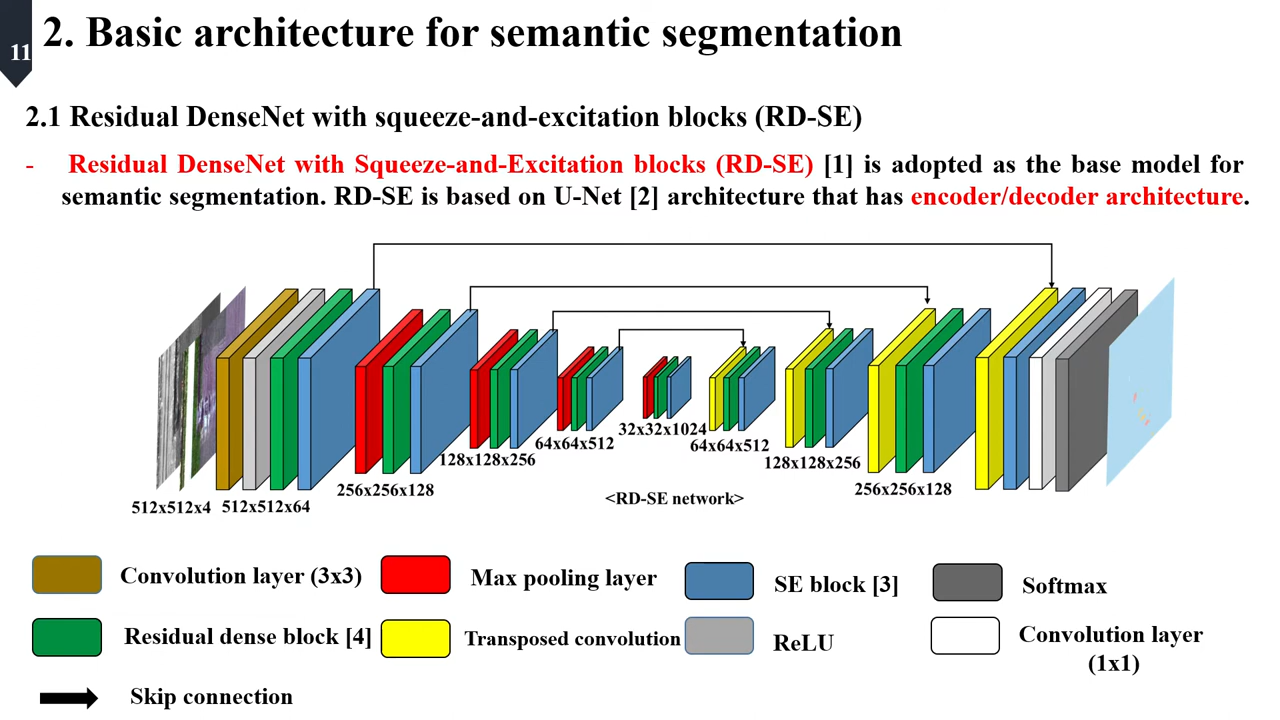 11
2. Basic architecture for semantic segmentation
2.1 Residual DenseNet with squeeze-and-excitation blocks (RD-SE)
- Residual DenseNet with Squeeze-and-Excitation blocks (RD-SE) [1] is adopted as the base model for
semantic segmentation. RD-SE is based on U-Net [2] architecture that has encoder/decoder architecture.
512x512x4
512x512x64
256x256x128
128x128x256
64x64x512
32x32x1024
64x64x512
128x128x256
256x256x128
<RD-SE network>
Convolution layer (3x3)
Max pooling layer
SE block [3]
Softmax
Residual dense block [4]
Transposed convolution
ReLU
Convolution layer
(1x1)
Skip connection